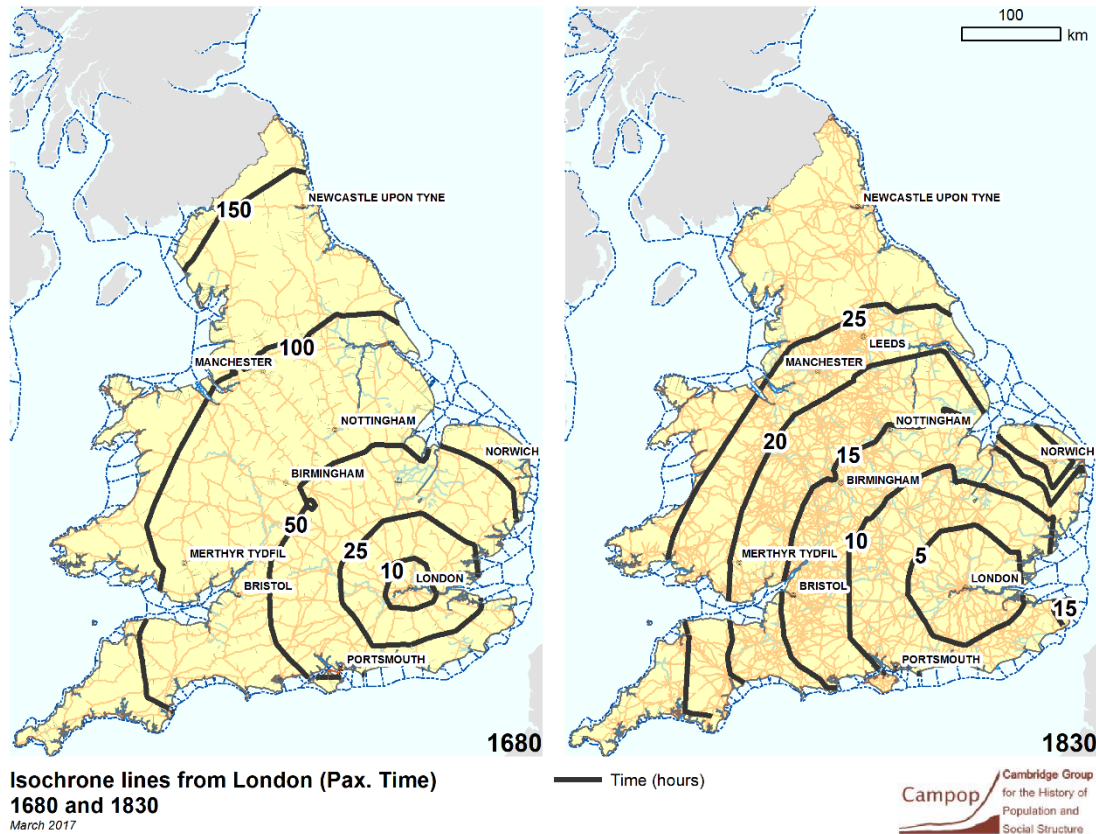 150
NEWCASTLE UPON TYNE
100
MANCHESTER
NOTTINGHAM
NORWICH
BIRMINGHAM
50
25
MERTHYR TYDFIL
10
LONDON
BRISTOL
PORTSMOUTH
1680
100
km
NEWCASTLE UPON TYNE
25
LEEDS
MANCHESTER
NOTTINGHAM
20
15
NORWICH
BIRMINGHAM
10
5
MERTHYR TYDFIL
LONDON
BRISTOL
15
PORTSMOUTH
1830
Isochrone lines from London (Pax. Time)
1680 and 1830
March 2017
Time (hours)
Campop
Cambridge Group
for the History of
Population and
Social Structure